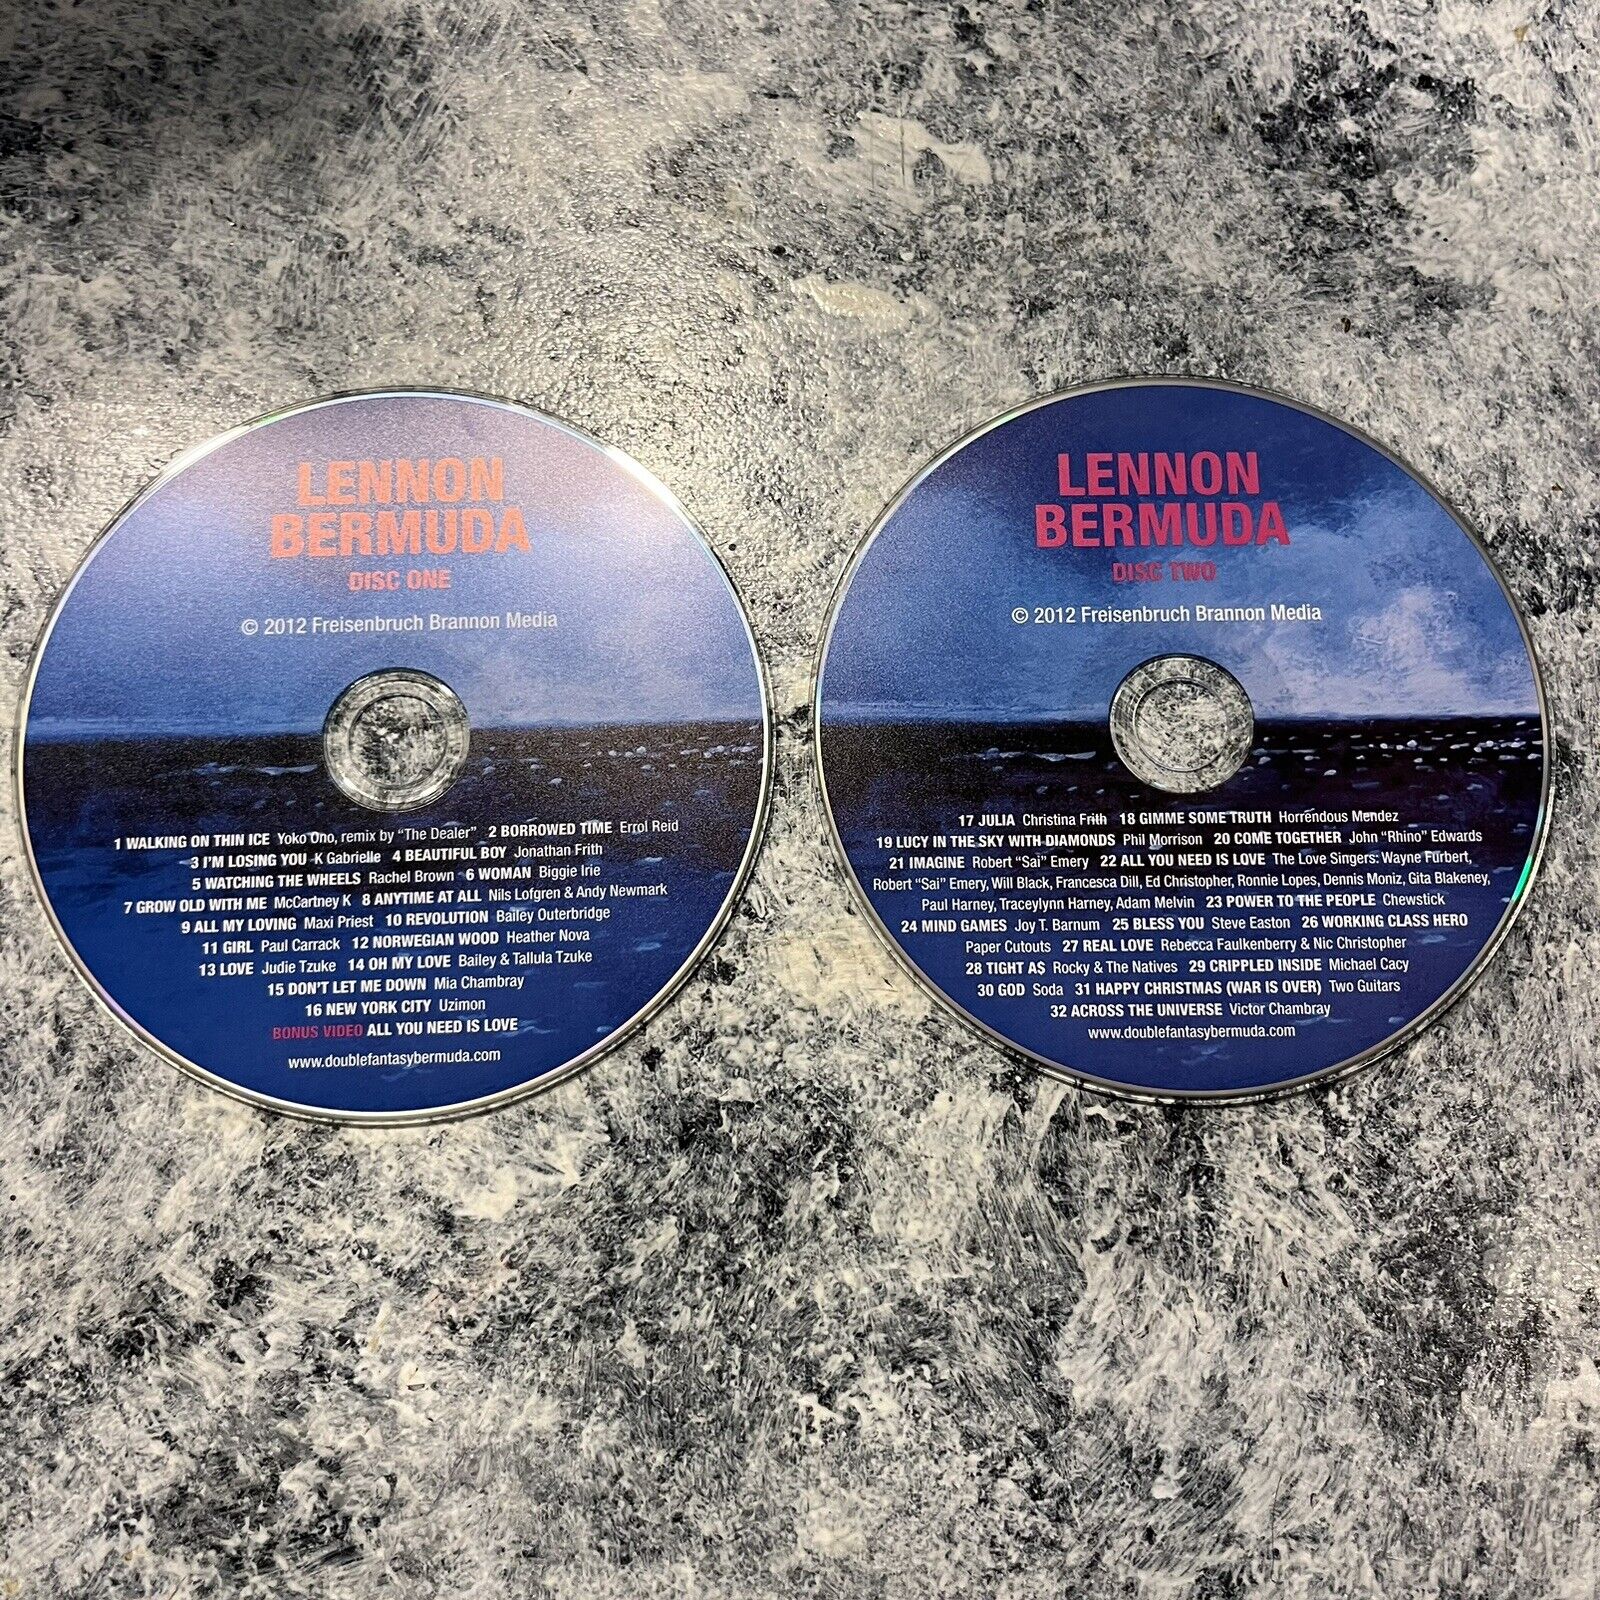 LENNON
BERMUDA
DISC ONE
© 2012 Freisenbruch Brannon Media
1 WALKING ON THIN ICE Yoko Ono, remix by “The Dealer” 2 BORROWED TIME Errol Reid
3 I'M LOSING YOU K Gabrielle 4 BEAUTIFUL BOY Jonathan Frith
5 WATCHING THE WHEELS Rachel Brown 6 WOMAN Biggie Irie
7 GROW OLD WITH ME McCartney K 8 ANYTIME AT ALL Nils Lofgren & Andy Newmark
9 ALL MY LOVING Maxi Priest 10 REVOLUTION Bailey Outerbridge
11 GIRL Paul Carrack 12 NORWEGIAN WOOD Heather Nova
13 LOVE Judie Tzuke 14 OH MY LOVE Bailey & Tallula Tzuke
15 DON'T LET ME DOWN Mia Chambray
16 NEW YORK CITY Uzimon
BONUS VIDEO ALL YOU NEED IS LOVE
www.doublefantasybermuda.com
LENNON
BERMUDA
DISC TWO
© 2012 Freisenbruch Brannon Media
17 JULIA Christina Frith 18 GIMME SOME TRUTH Horrendous Mendez
19 LUCY IN THE SKY WITH DIAMONDS Phil Morrison 20 COME TOGETHER John “Rhino” Edwards
21 IMAGINE Robert “Sai” Emery 22 ALL YOU NEED IS LOVE The Love Singers: Wayne Furbert,
Robert “Sai” Emery, Will Black, Francesca Dill, Ed Christopher, Ronnie Lopes, Dennis Moniz, Gita Blakeney,
Paul Harney, Traceylynn Harney, Adam Melvin 23 POWER TO THE PEOPLE Chewstick
24 MIND GAMES Joy T. Barnum 25 BLESS YOU Steve Easton 26 WORKING CLASS HERO
Paper Cutouts 27 REAL LOVE Rebecca Faulkenberry & Nic Christopher
28 TIGHT A$ Rocky & The Natives 29 CRIPPLED INSIDE Michael Cacy
30 GOD Soda 31 HAPPY CHRISTMAS (WAR IS OVER) Two Guitars
32 ACROSS THE UNIVERSE Victor Chambray
www.doublefantasybermuda.com